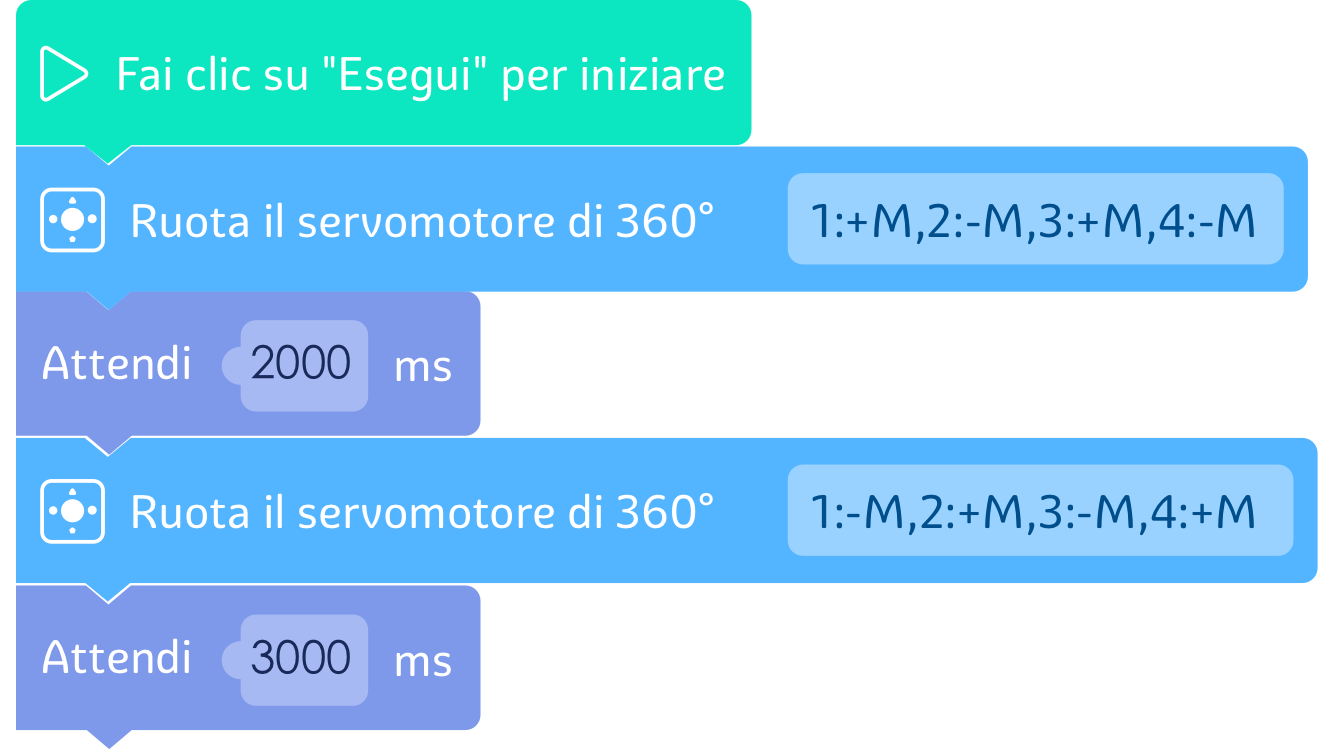 Fai clic su "Esegui" per iniziare
Ruota il servomotore di 360° 1:+M,2:-M,3:+M,4:-M
Attendi 2000 ms
Ruota il servomotore di 360° 1:-M,2:+M,3:-M,4:+M
Attendi 3000 ms